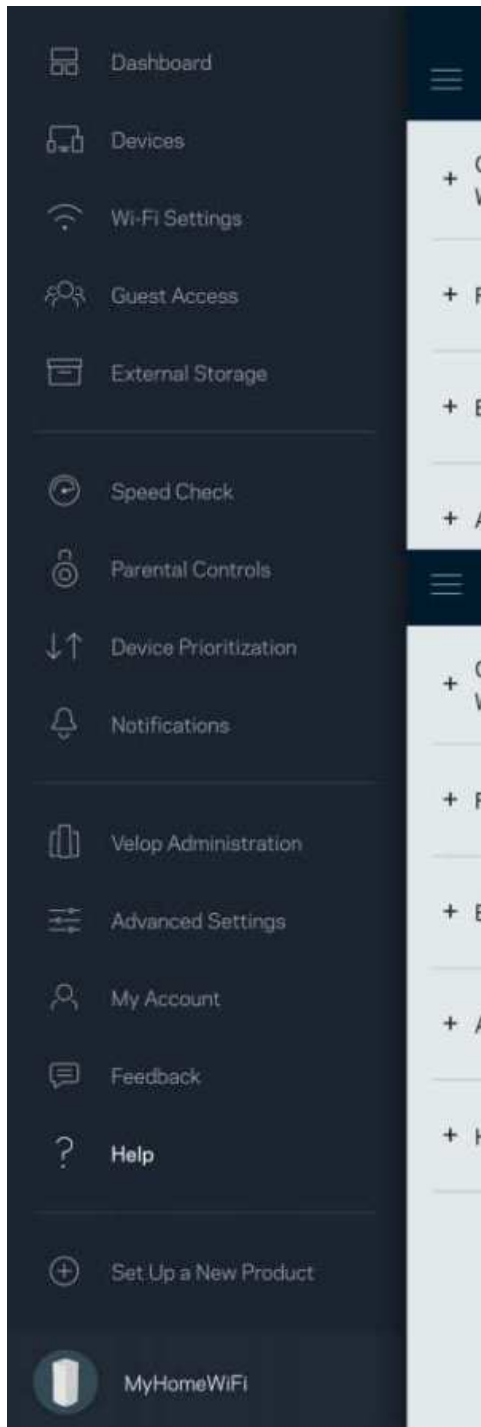 Dashboard
Devices
Wi-Fi Settings
Guest Access
External Storage
Speed Check
Parental Controls
Device Prioritization
Notifications
Velop Administration
Advanced Settings
My Account
Feedback
? Help
Set Up a New Product
MyHomeWiFi